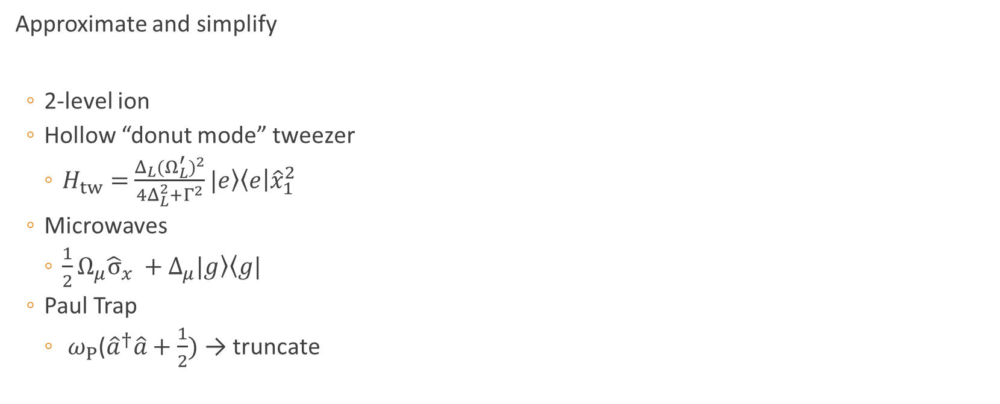 Approximate and simplify
◦ 2-level ion
◦ Hollow “donut mode” tweezer
◦ $H_{\mathrm{tw}} = \frac{\Delta_L(\Omega_L')^2}{4\Delta_L^2+\Gamma^2}|e\rangle\langle e|\hat{x}_1^2$
◦ Microwaves
◦ $\frac{1}{2}\Omega_\mu\hat{\sigma}_x + \Delta_\mu|g\rangle\langle g|$
◦ Paul Trap
◦ $\omega_{\mathrm{P}}(\hat{a}^\dagger\hat{a} + \frac{1}{2})$ → truncate